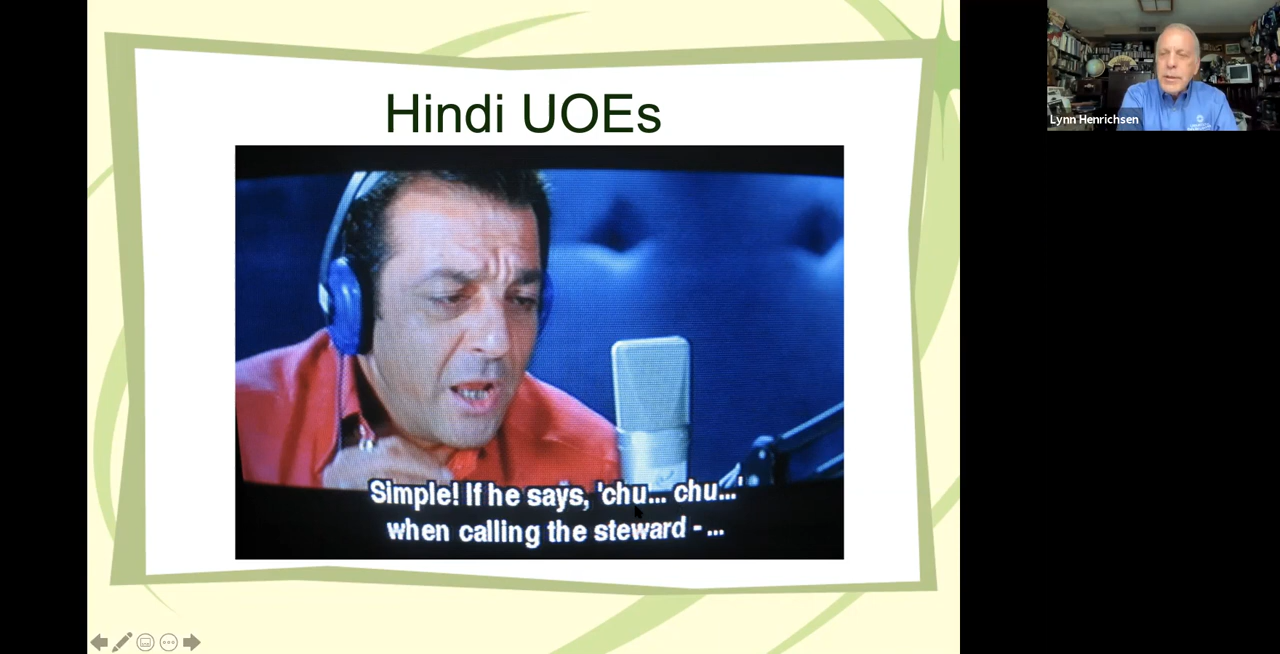 Hindi UOEs
Simple! If he says, 'chu... chu...'
when calling the steward - ...
Lynn Henrichsen